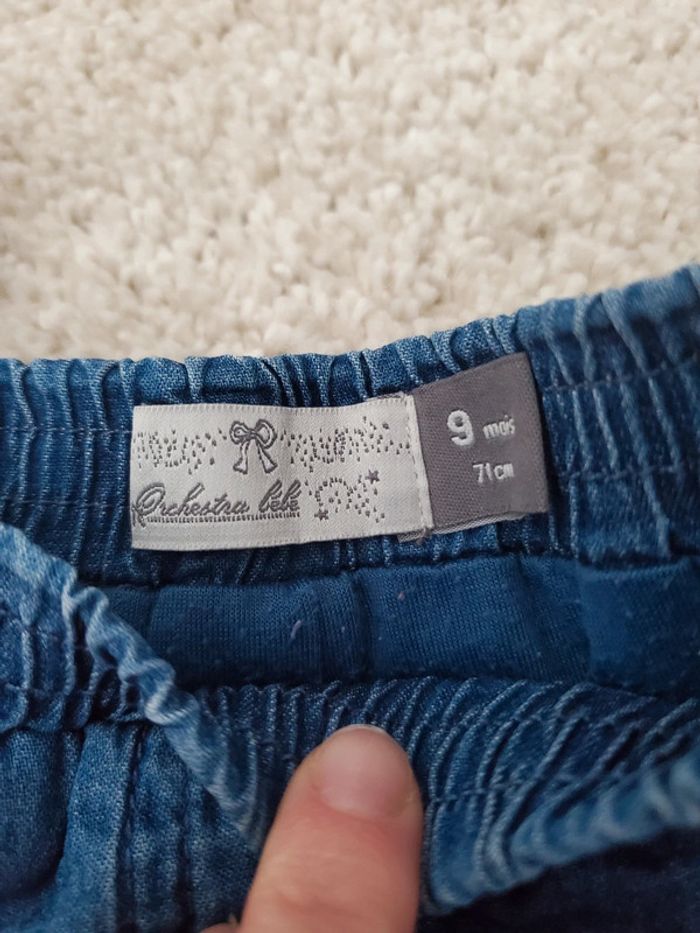 Orchestra bébé
9 mois
71cm